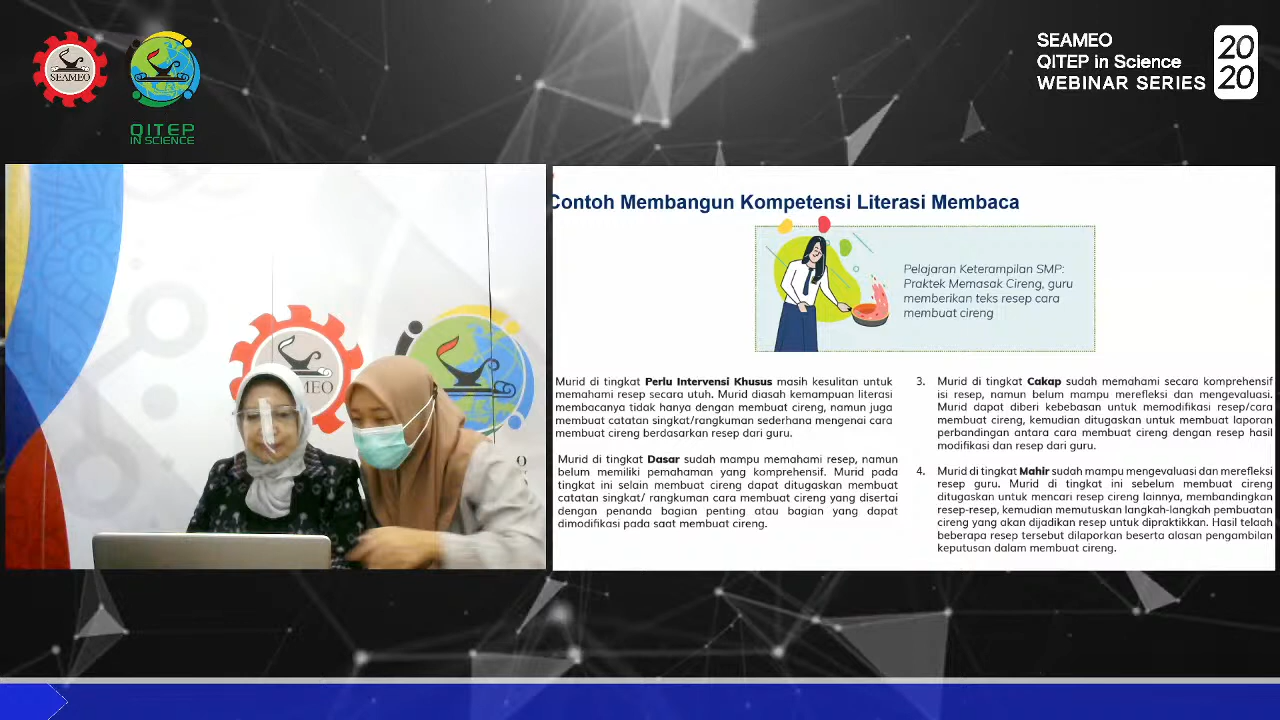 SEAMEO
QITEP
IN SCIENCE
SEAMEO
QITEP in Science
WEBINAR SERIES
20
20
Contoh Membangun Kompetensi Literasi Membaca
Pelajaran Keterampilan SMP:
Praktek Memasak Cireng, guru
memberikan teks resep cara
membuat cireng
Murid di tingkat Perlu Intervensi Khusus masih kesulitan untuk
memahami resep secara utuh. Murid diasah kemampuan literasi
membacanya tidak hanya dengan membuat cireng, namun juga
membuat catatan singkat/rangkuman sederhana mengenai cara
membuat cireng berdasarkan resep dari guru.
Murid di tingkat Dasar sudah mampu memahami resep, namun
belum memiliki pemahaman yang komprehensif. Murid pada
tingkat ini selain membuat cireng dapat ditugaskan membuat
catatan singkat/ rangkuman cara membuat cireng yang disertai
dengan penanda bagian penting atau bagian yang dapat
dimodifikasi pada saat membuat cireng.
3. Murid di tingkat Cakap sudah memahami secara komprehensif
isi resep, namun belum mampu merefleksi dan mengevaluasi.
Murid dapat diberi kebebasan untuk memodifikasi resep/cara
membuat cireng, kemudian ditugaskan untuk membuat laporan
perbandingan antara cara membuat cireng dengan resep hasil
modifikasi dan resep dari guru.
4. Murid di tingkat Mahir sudah mampu mengevaluasi dan merefleksi
resep guru. Murid di tingkat ini sebelum membuat cireng
ditugaskan untuk mencari resep cireng lainnya, membandingkan
resep-resep, kemudian memutuskan langkah-langkah pembuatan
cireng yang akan dijadikan resep untuk dipraktikkan. Hasil telaah
beberapa resep tersebut dilaporkan beserta alasan pengambilan
keputusan dalam membuat cireng.